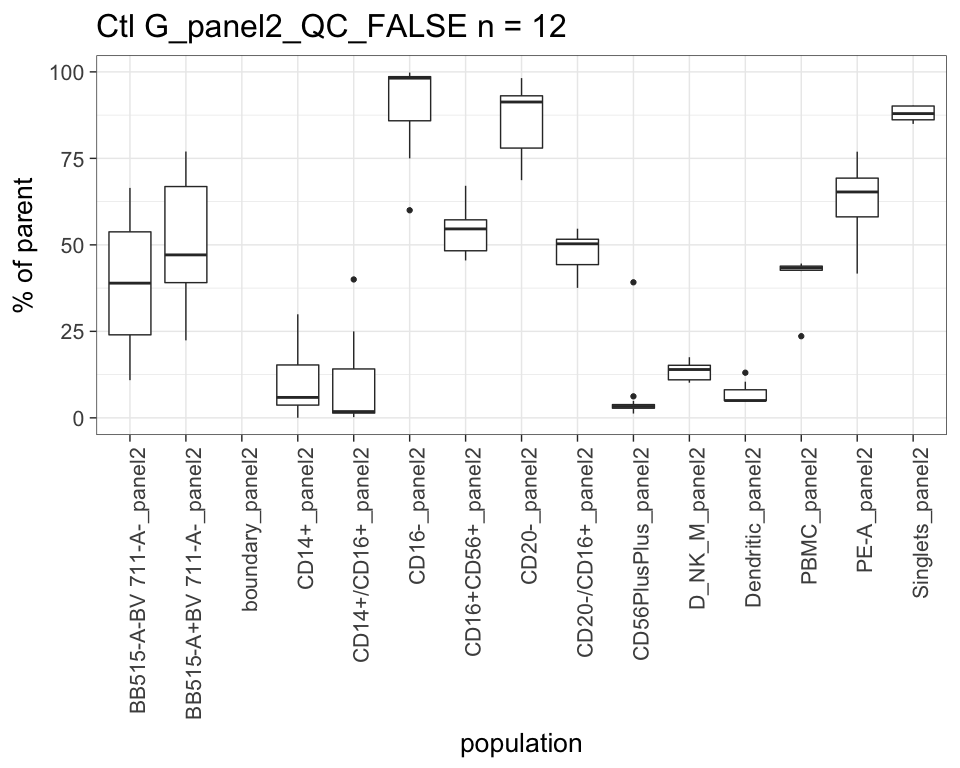 Ctl G_panel2_QC_FALSE n = 12
% of parent
100
75
50
25
0
BB515-A-BV 711-A-_panel2
BB515-A+BV 711-A-_panel2
boundary_panel2
CD14+_panel2
CD14+/CD16+_panel2
CD16-_panel2
CD16+CD56+_panel2
CD20-_panel2
CD20-/CD16+_panel2
CD56PlusPlus_panel2
D_NK_M_panel2
Dendritic_panel2
PBMC_panel2
PE-A_panel2
Singlets_panel2
population